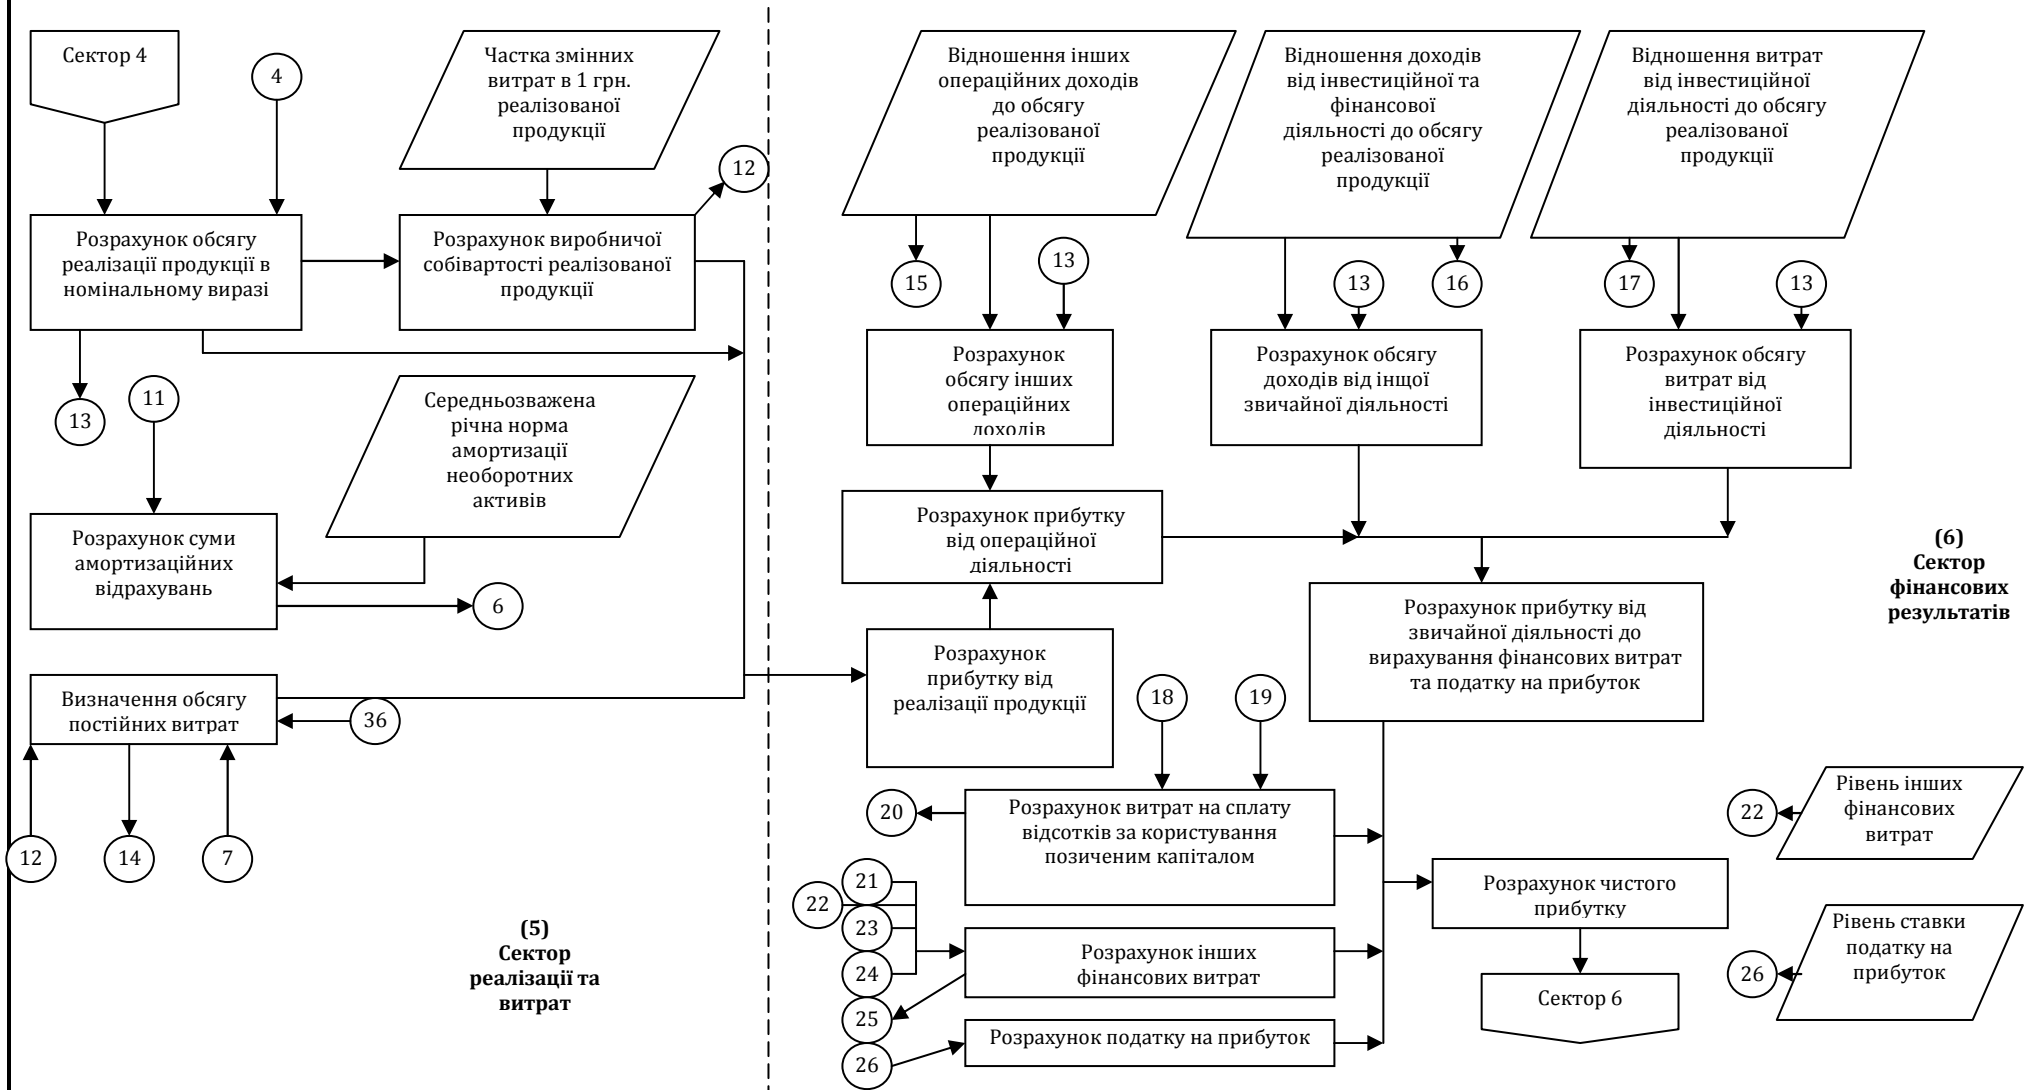 Сектор 4
4
Частка змінних
витрат в 1 грн.
реалізованої
продукції
12
Розрахунок обсягу
реалізації продукції в
номінальному виразі
Розрахунок виробничої
собівартості реалізованої
продукції
13
11
Середньозважена
річна норма
амортизації
необоротних
активів
Розрахунок суми
амортизаційних
відрахувань
6
Визначення обсягу
постійних витрат
36
12
14
7
(5)
Сектор
реалізації та
витрат
Відношення інших
операційних доходів
до обсягу
реалізованої
продукції
Відношення доходів
від інвестиційної та
фінансової
діяльності до обсягу
реалізованої
продукції
Відношення витрат
від інвестиційної
діяльності до обсягу
реалізованої
продукції
15
13
13
16
17
13
Розрахунок
обсягу інших
операційних
доходів
Розрахунок обсягу
доходів від інщої
звичайної діяльності
Розрахунок обсягу
витрат від
інвестиційної
діяльності
Розрахунок прибутку
від операційної
діяльності
(6)
Сектор
фінансових
результатів
Розрахунок
прибутку від
реалізації продукції
Розрахунок прибутку від
звичайної діяльності до
вирахування фінансових витрат
та податку на прибуток
18
19
20
Розрахунок витрат на сплату
відсотків за користування
позиченим капіталом
22
Рівень інших
фінансових
витрат
21
22
23
24
25
26
Розрахунок інших
фінансових витрат
Розрахунок податку на прибуток
Розрахунок чистого
прибутку
Сектор 6
26
Рівень ставки
податку на
прибуток